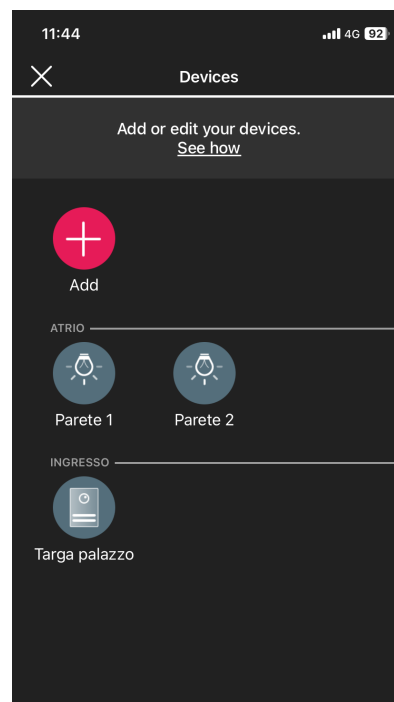 11:44
4G 92
Devices
Add or edit your devices.
See how
Add
ATRIO
Parete 1 Parete 2
INGRESSO
Targa palazzo